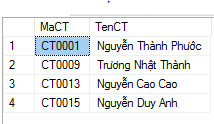 MaCT TenCT
1 CT0001 Nguyễn Thành Phước
2 CT0009 Trương Nhật Thành
3 CT0013 Nguyễn Cao Cao
4 CT0015 Nguyễn Duy Anh